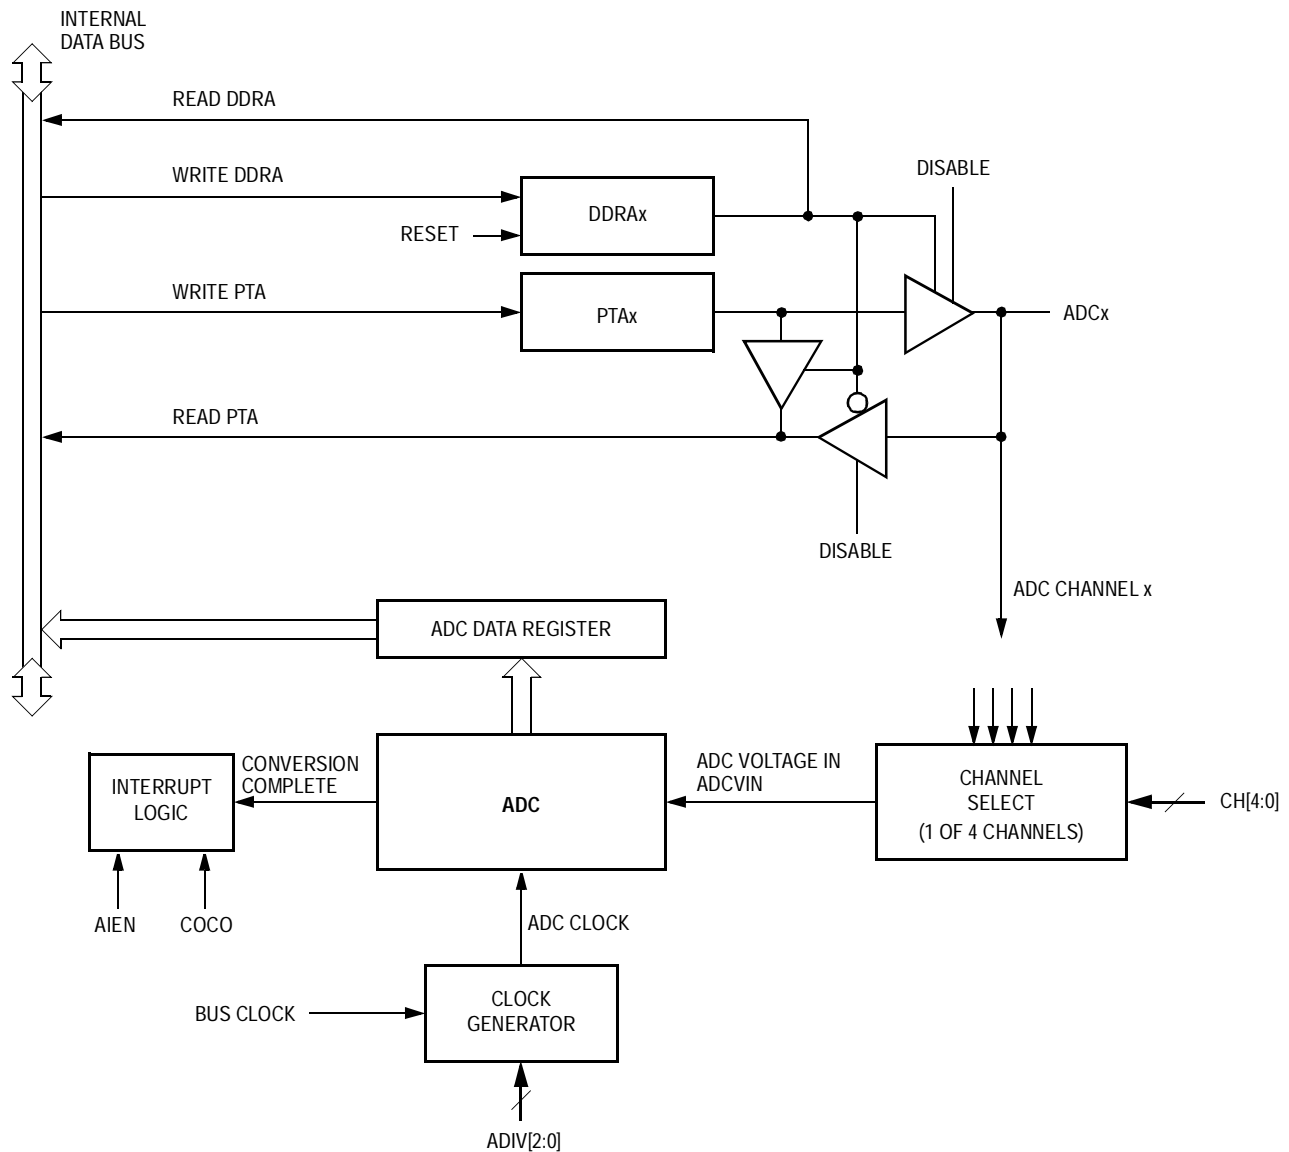 INTERNAL
DATA BUS
READ DDRA
WRITE DDRA
DISABLE
DDRAx
RESET
WRITE PTA
PTAx
ADCx
READ PTA
DISABLE
ADC CHANNEL x
ADC DATA REGISTER
CONVERSION
COMPLETE
INTERRUPT
LOGIC
ADC
ADC VOLTAGE IN
ADCVIN
CHANNEL
SELECT
(1 OF 4 CHANNELS)
CH[4:0]
AIEN
COCO
ADC CLOCK
BUS CLOCK
CLOCK
GENERATOR
ADIV[2:0]